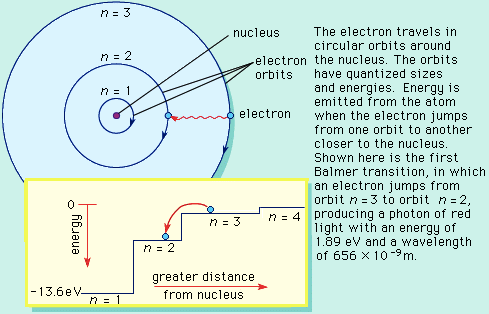 n = 3
n = 2
n = 1
nucleus
electron
orbits
electron
The electron travels in
circular orbits around
the nucleus. The orbits
have quantized sizes
and energies. Energy is
emitted from the atom
when the electron jumps
from one orbit to another
closer to the nucleus.
Shown here is the first
Balmer transition, in which
an electron jumps from
orbit n = 3 to orbit n = 2,
producing a photon of red
light with an energy of
1.89 eV and a wavelength
of 656 × 10⁻⁹ m.
0
energy
-13.6eV
n = 1
n = 2
n = 3
n = 4
greater distance
from nucleus